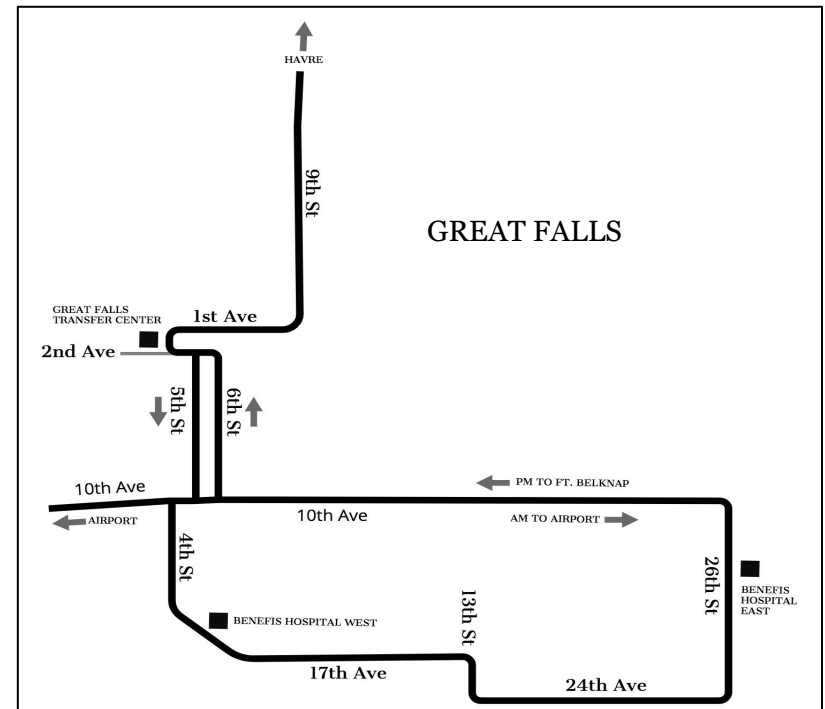 HAVRE
9th St
GREAT FALLS
GREAT FALLS
TRANSFER CENTER
1st Ave
2nd Ave
5th St
6th St
PM TO FT. BELKNAP
10th Ave
10th Ave
AM TO AIRPORT
AIRPORT
4th St
13th St
26th St
BENEFIS
HOSPITAL
EAST
BENEFIS HOSPITAL WEST
17th Ave
24th Ave